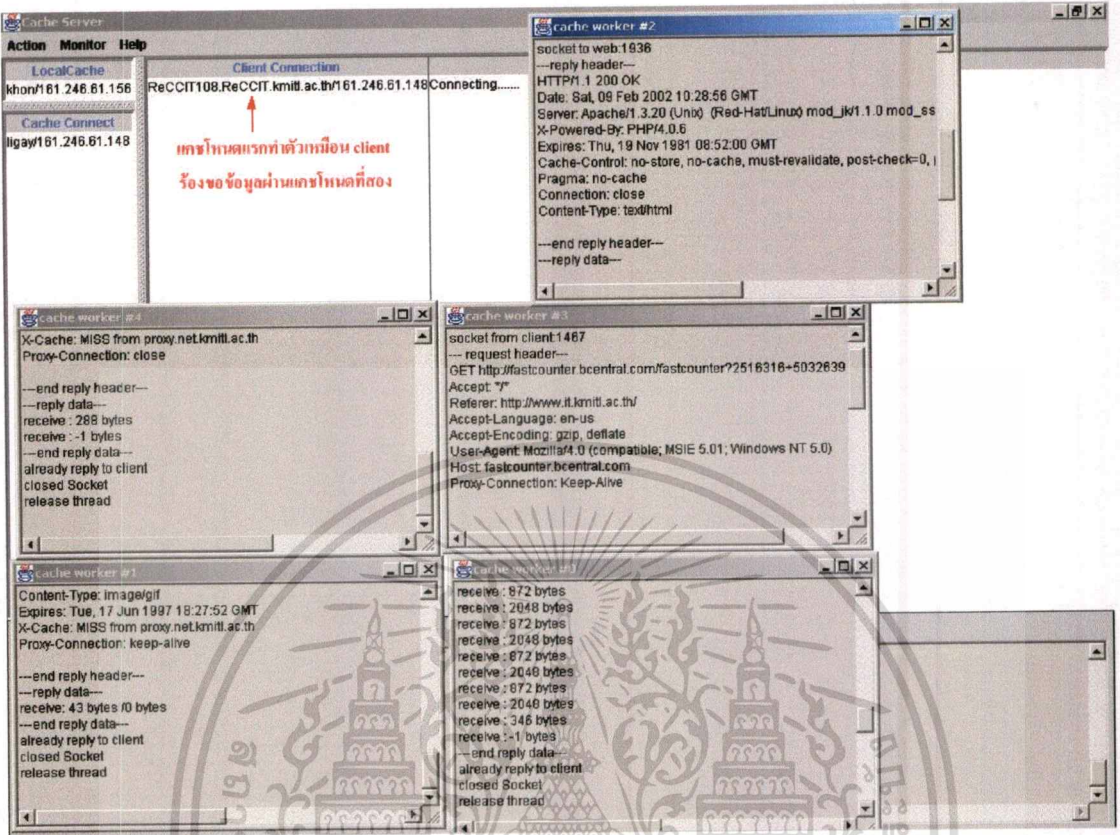 Cache Server
Action Monitor Help
LocalCache
khon/161.246.61.156
Cache Connect
ligay/161.246.61.148
Client Connection
ReCCIT108.ReCCIT.kmitl.ac.th/161.246.61.148 Connecting.......
แคชโหนดแรกทำตัวเหมือน client
ร้องขอข้อมูลผ่านแคชโหนดที่สอง
cache worker #2
socket to web:1936
---reply header---
HTTP/1.1 200 OK
Date: Sat, 09 Feb 2002 10:28:56 GMT
Server: Apache/1.3.20 (Unix) (Red-Hat/Linux) mod_jk/1.1.0 mod_ss
X-Powered-By: PHP/4.0.6
Expires: Thu, 19 Nov 1981 08:52:00 GMT
Cache-Control: no-store, no-cache, must-revalidate, post-check=0,
Pragma: no-cache
Connection: close
Content-Type: text/html
---end reply header---
---reply data---
cache worker #4
X-Cache: MISS from proxy.net.kmitl.ac.th
Proxy-Connection: close
---end reply header---
---reply data---
receive : 288 bytes
receive : -1 bytes
---end reply data---
already reply to client
closed Socket
release thread
cache worker #3
socket from client:1467
--- request header---
GET http://fastcounter.bcentral.com/fastcounter?2516316+5032639
Accept: */*
Referer: http://www.it.kmitl.ac.th/
Accept-Language: en-us
Accept-Encoding: gzip, deflate
User-Agent: Mozilla/4.0 (compatible; MSIE 5.01; Windows NT 5.0)
Host: fastcounter.bcentral.com
Proxy-Connection: Keep-Alive
cache worker #1
Content-Type: image/gif
Expires: Tue, 17 Jun 1997 18:27:52 GMT
X-Cache: MISS from proxy.net.kmitl.ac.th
Proxy-Connection: keep-alive
---end reply header---
---reply data---
receive: 43 bytes /0 bytes
---end reply data---
already reply to client
closed Socket
release thread
cache worker #0
receive : 872 bytes
receive : 2048 bytes
receive : 872 bytes
receive : 2048 bytes
receive : 872 bytes
receive : 2048 bytes
receive : 872 bytes
receive : 2048 bytes
receive : 346 bytes
receive : -1 bytes
---end reply data---
already reply to client
closed Socket
release thread